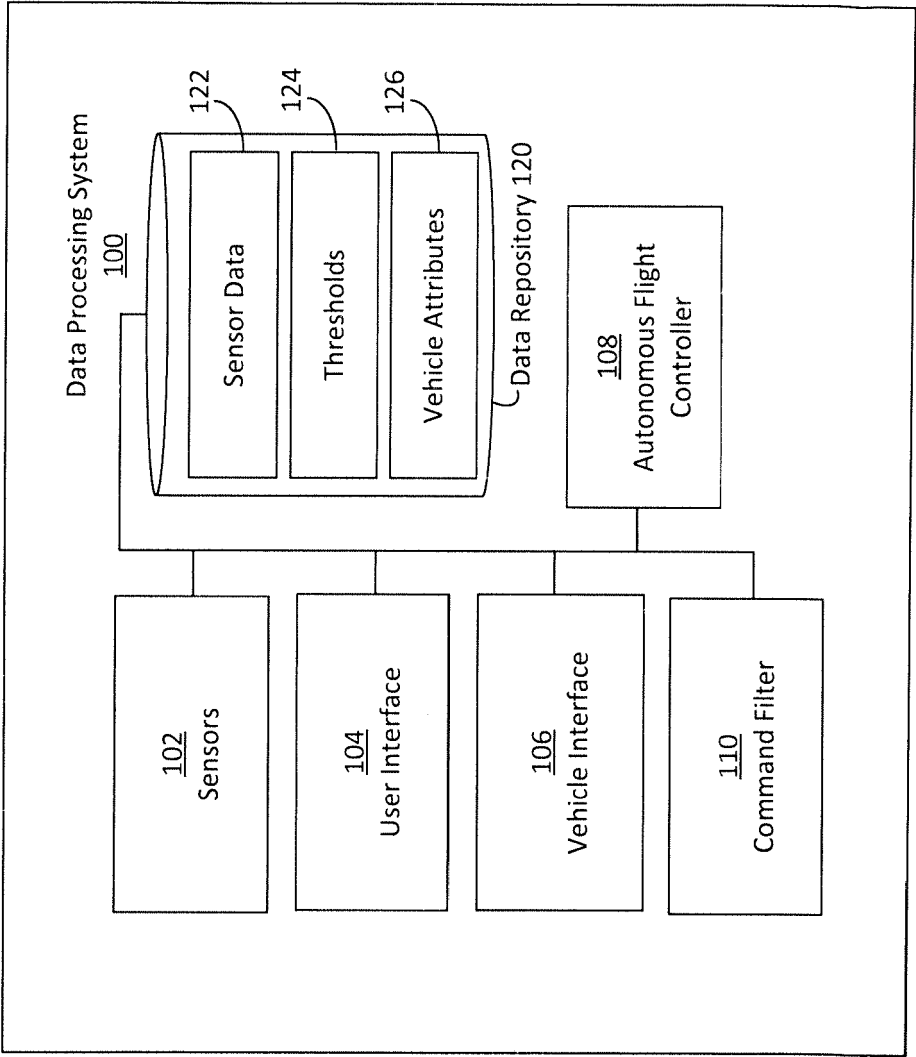 Data Processing System
100
102
Sensors
104
User Interface
106
Vehicle Interface
110
Command Filter
Sensor Data
122
Thresholds
124
Vehicle Attributes
126
Data Repository 120
108
Autonomous Flight
Controller